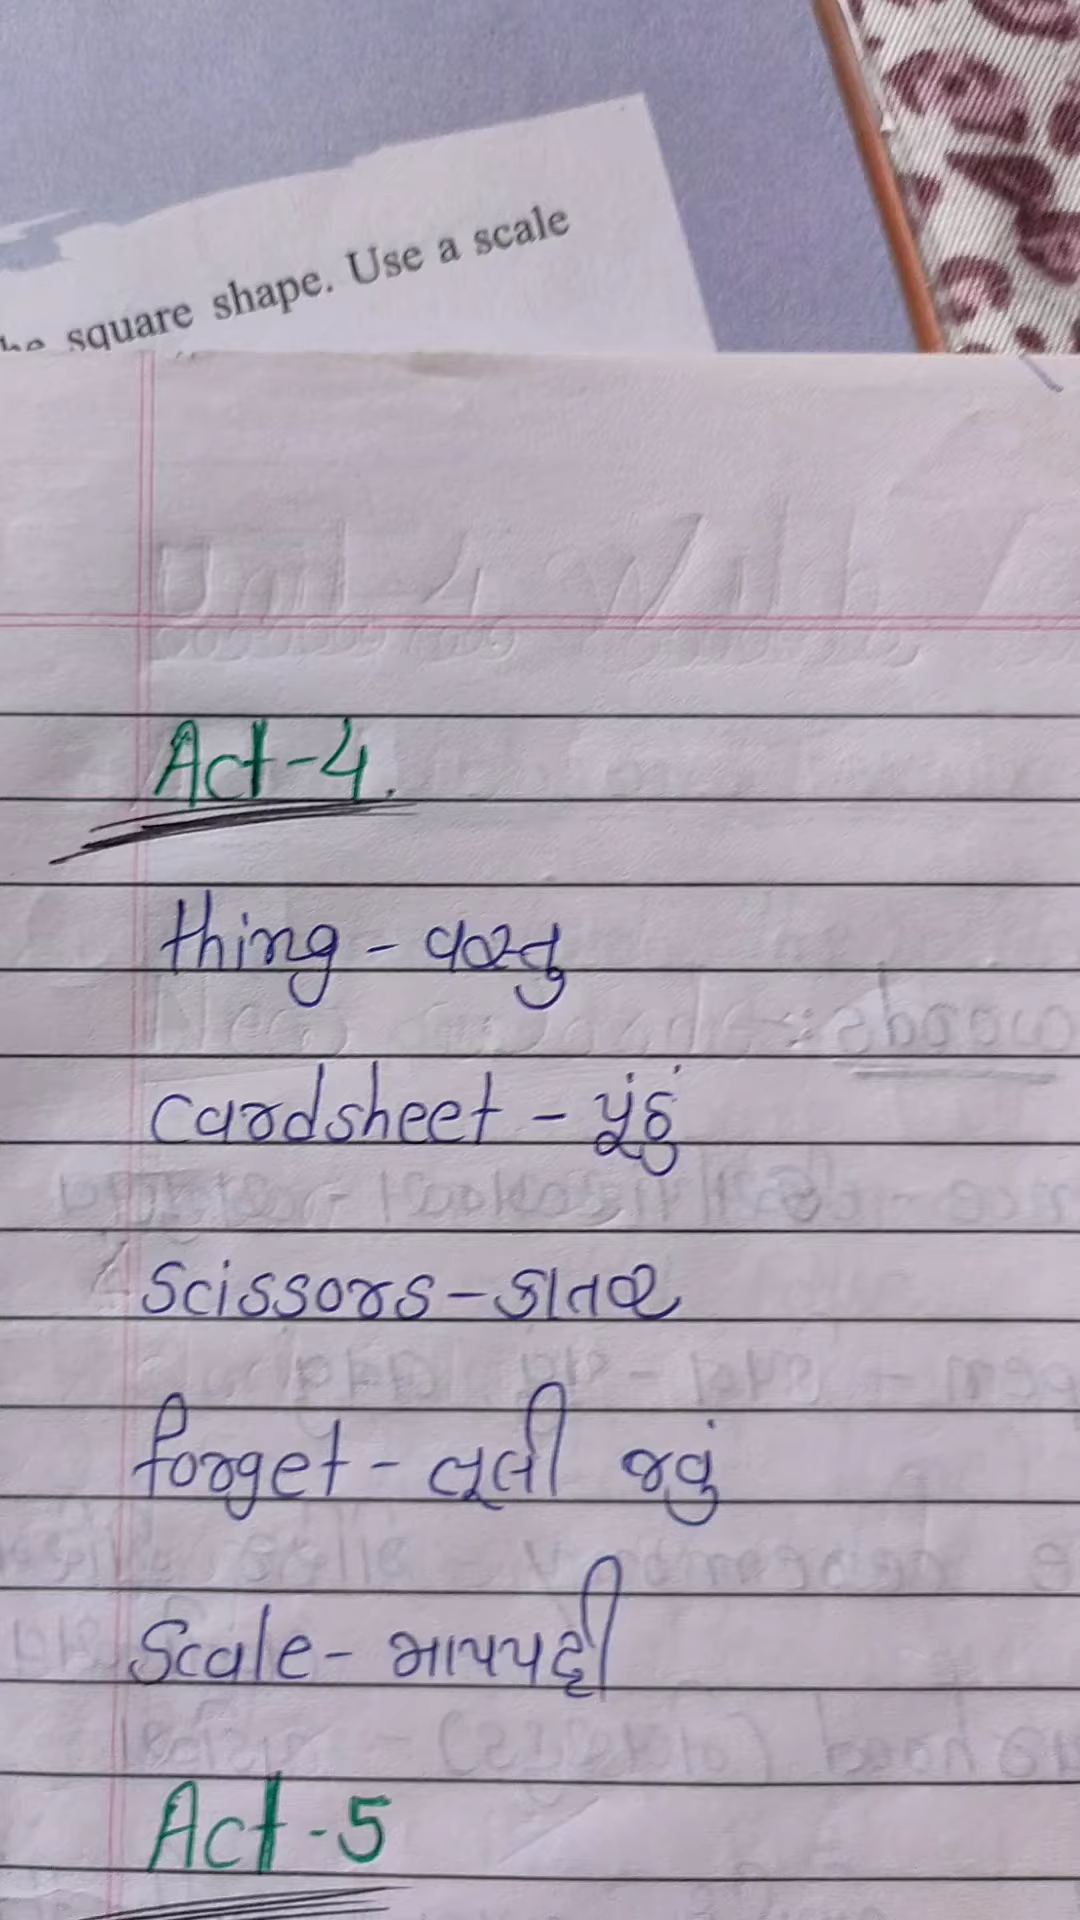 square shape. Use a scale
Act-4.
thing - વસ્તુ
cardsheet - પૂંઠું
Scissors - કાતર
forget - ભૂલી જવું
Scale - માપપટ્ટી
Act-5